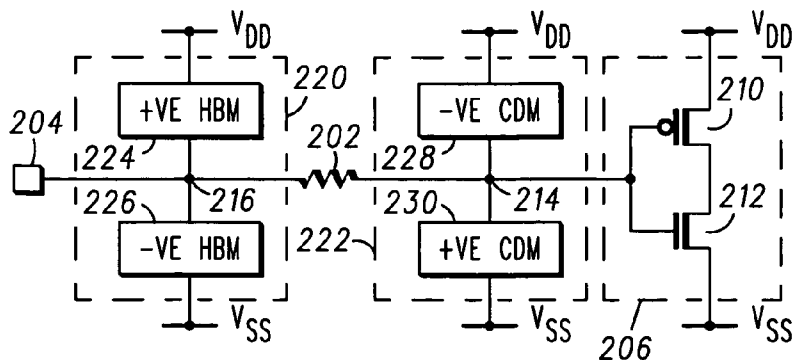 V_DD V_DD V_DD
220 210
+VE HBM -VE CDM
204 202
224 228
216 214
226 230 212
222
-VE HBM +VE CDM
V_SS V_SS V_SS
206